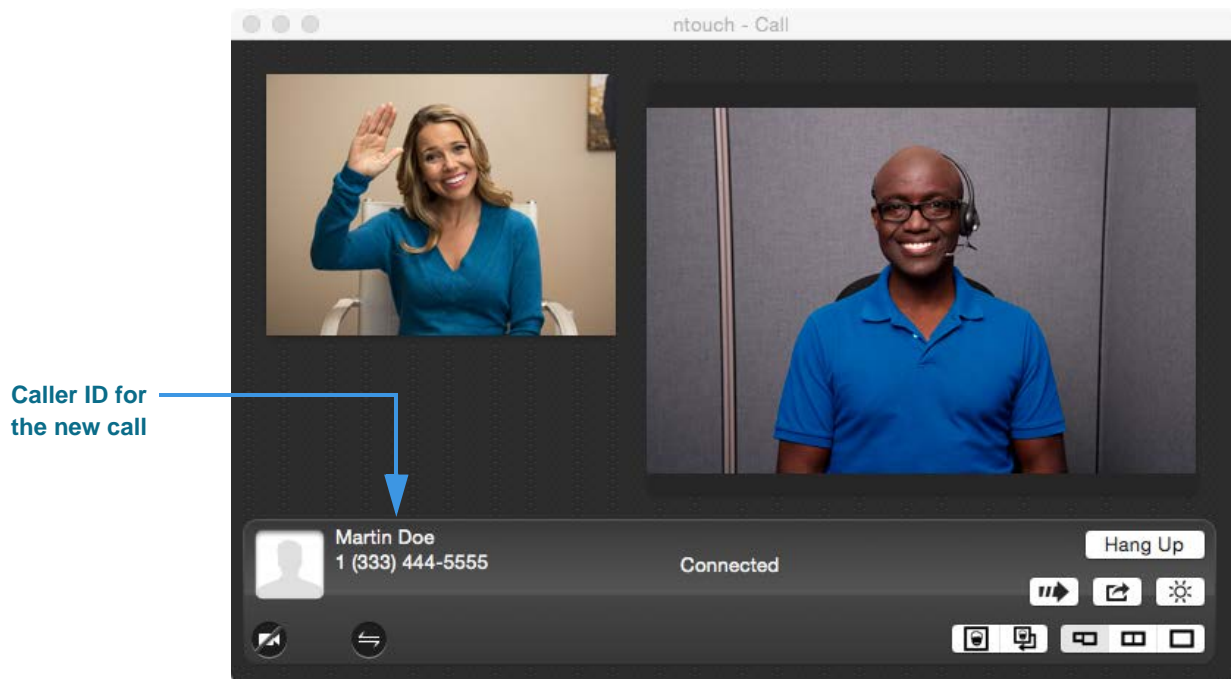 ntouch - Call
Caller ID for
the new call
Martin Doe
1 (333) 444-5555
Connected
Hang Up